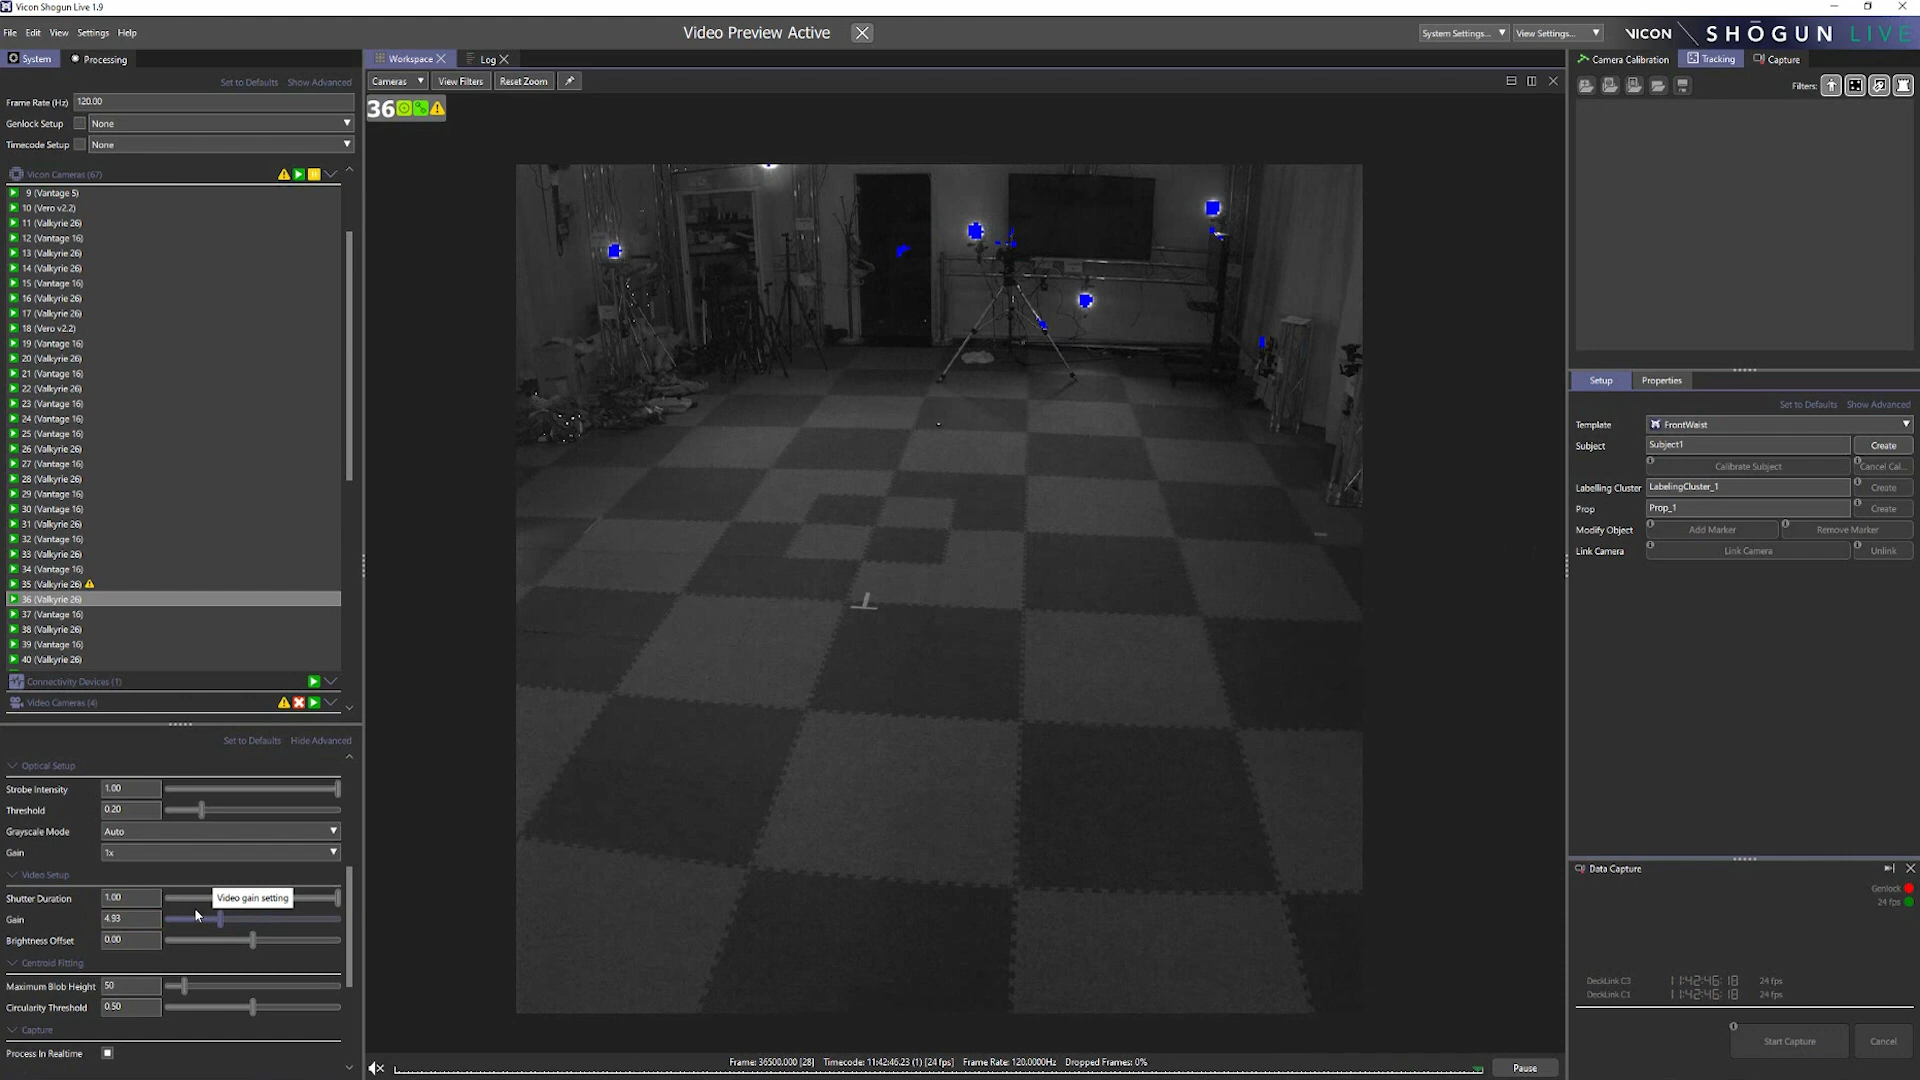 Vicon Shogun Live 1.9
File Edit View Settings Help
Video Preview Active
System Settings... View Settings...
VICON SHŌGUN LIVE
System Processing
Workspace Log
Camera Calibration Tracking Capture
Set to Defaults Show Advanced
Cameras View Filters Reset Zoom
Filters:
Frame Rate (Hz) 120.00
Genlock Setup None
Timecode Setup None
36
Vicon Cameras (67)
9 (Vantage 5)
10 (Vero v2.2)
11 (Valkyrie 26)
12 (Vantage 16)
13 (Valkyrie 26)
14 (Valkyrie 26)
15 (Vantage 16)
16 (Valkyrie 26)
17 (Valkyrie 26)
18 (Vero v2.2)
19 (Vantage 16)
20 (Valkyrie 26)
21 (Vantage 16)
22 (Valkyrie 26)
23 (Vantage 16)
24 (Vantage 16)
25 (Vantage 16)
26 (Valkyrie 26)
27 (Vantage 16)
28 (Valkyrie 26)
29 (Vantage 16)
30 (Vantage 16)
31 (Valkyrie 26)
32 (Vantage 16)
33 (Valkyrie 26)
34 (Vantage 16)
35 (Valkyrie 26)
36 (Valkyrie 26)
37 (Vantage 16)
38 (Valkyrie 26)
39 (Vantage 16)
40 (Valkyrie 26)
Connectivity Devices (1)
Video Cameras (4)
Set to Defaults Hide Advanced
Optical Setup
Strobe Intensity 1.00
Threshold 0.20
Grayscale Mode Auto
Gain 1x
Video Setup
Shutter Duration 1.00
Video gain setting
Gain 4.93
Brightness Offset 0.00
Centroid Fitting
Maximum Blob Height 50
Circularity Threshold 0.50
Capture
Process In Realtime
Setup Properties
Set to Defaults Show Advanced
Template FrontWaist
Subject Subject1 Create
Calibrate Subject Cancel Cal...
Labelling Cluster LabelingCluster_1 Create
Prop Prop_1 Create
Modify Object Add Marker Remove Marker
Link Camera Link Camera Unlink
Data Capture
Genlock
24 fps
DeckLink C3 11:42:46:18 24 fps
DeckLink C1 11:42:46:18 24 fps
Start Capture Cancel
Frame: 36500.000 [28] Timecode: 11:42:46.23 (1) [24 fps] Frame Rate: 120.0000Hz Dropped Frames: 0%
Pause